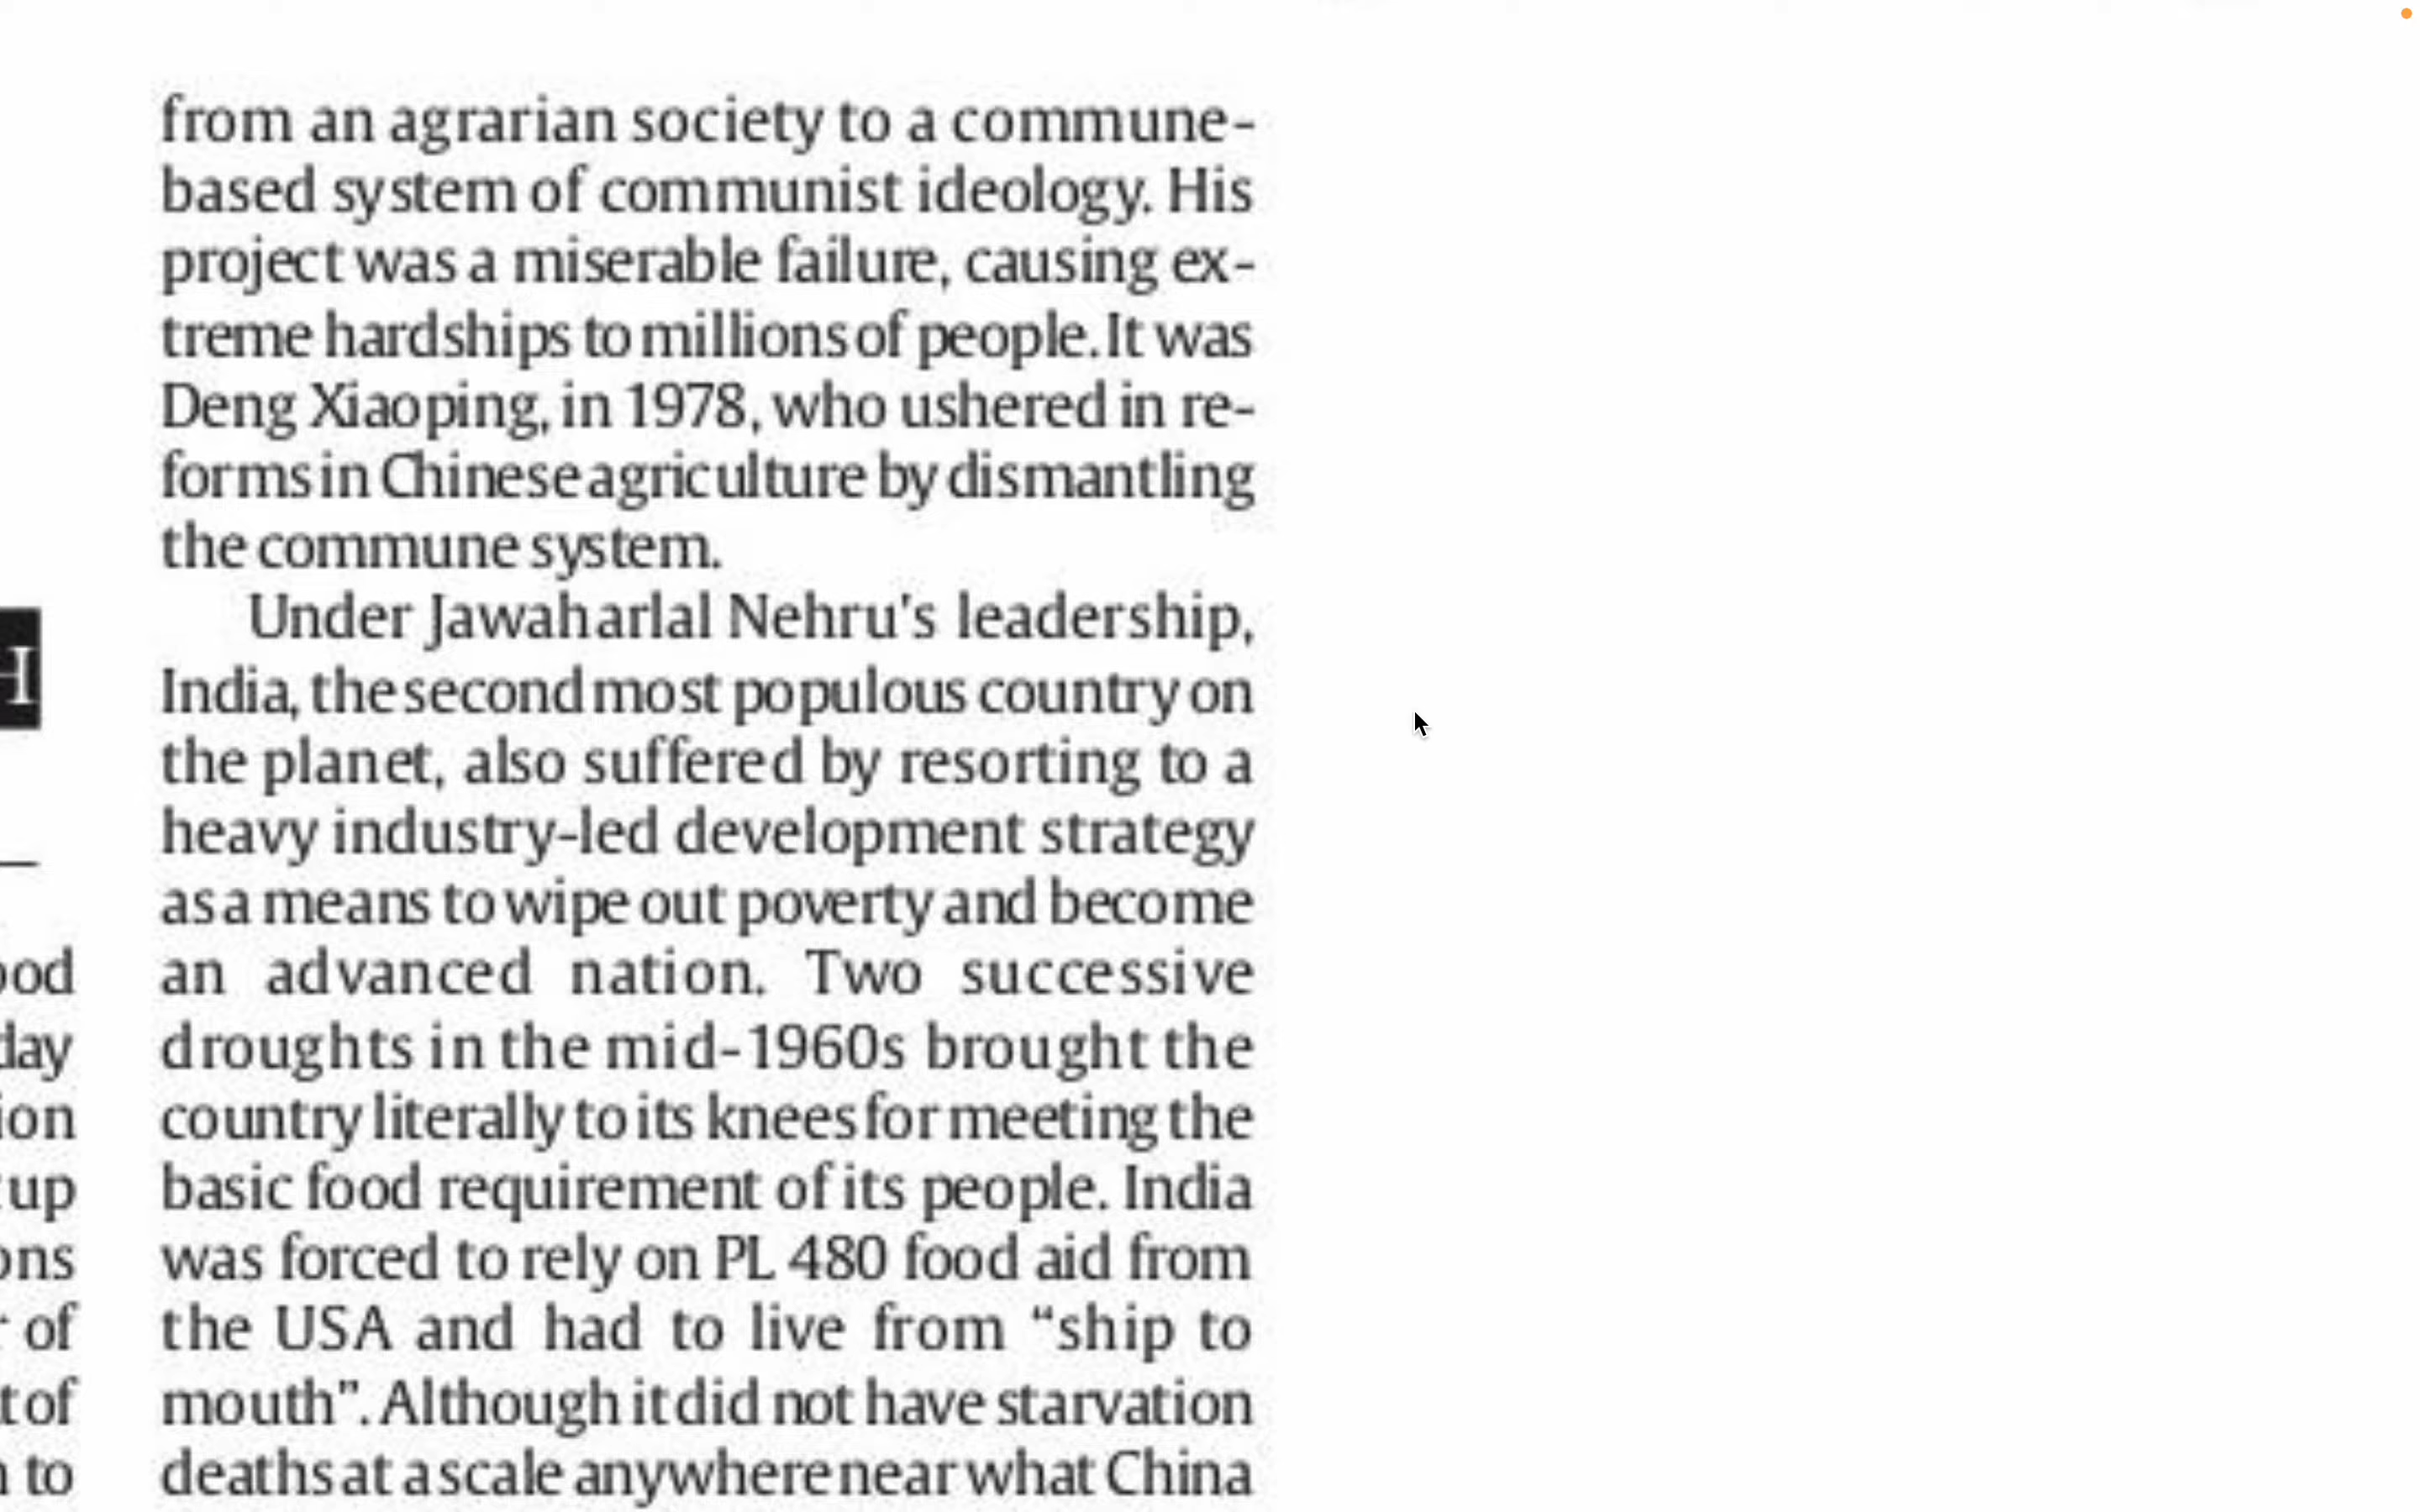 from an agrarian society to a commune-
based system of communist ideology. His
project was a miserable failure, causing ex-
treme hardships to millions of people. It was
Deng Xiaoping, in 1978, who ushered in re-
forms in Chinese agriculture by dismantling
the commune system.
Under Jawaharlal Nehru's leadership,
India, the second most populous country on
the planet, also suffered by resorting to a
heavy industry-led development strategy
as a means to wipe out poverty and become
an advanced nation. Two successive
droughts in the mid-1960s brought the
country literally to its knees for meeting the
basic food requirement of its people. India
was forced to rely on PL 480 food aid from
the USA and had to live from “ship to
mouth”. Although it did not have starvation
deaths at a scale anywhere near what China
H
up
of
of
to